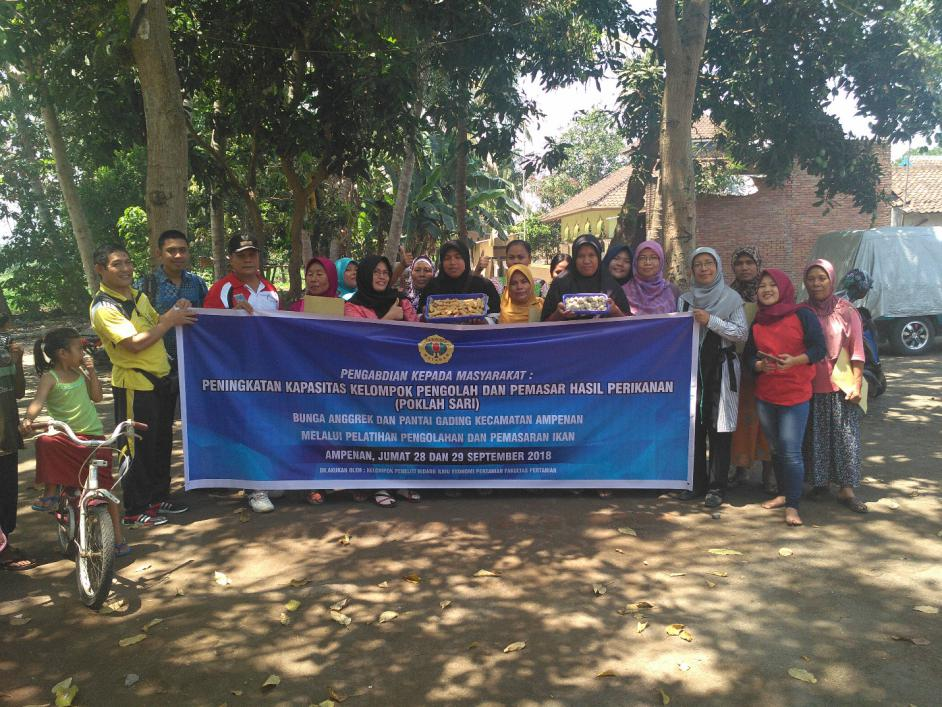 PENGABDIAN KEPADA MASYARAKAT :
PENINGKATAN KAPASITAS KELOMPOK PENGOLAH DAN PEMASAR HASIL PERIKANAN
(POKLAH SARI)
BUNGA ANGGREK DAN PANTAI GADING KECAMATAN AMPENAN
MELALUI PELATIHAN PENGOLAHAN DAN PEMASARAN IKAN
AMPENAN, JUMAT 28 DAN 29 SEPTEMBER 2018
DILAKUKAN OLEH : KELOMPOK PENELITI BIDANG ILMU EKONOMI PERTANIAN FAKULTAS PERTANIAN